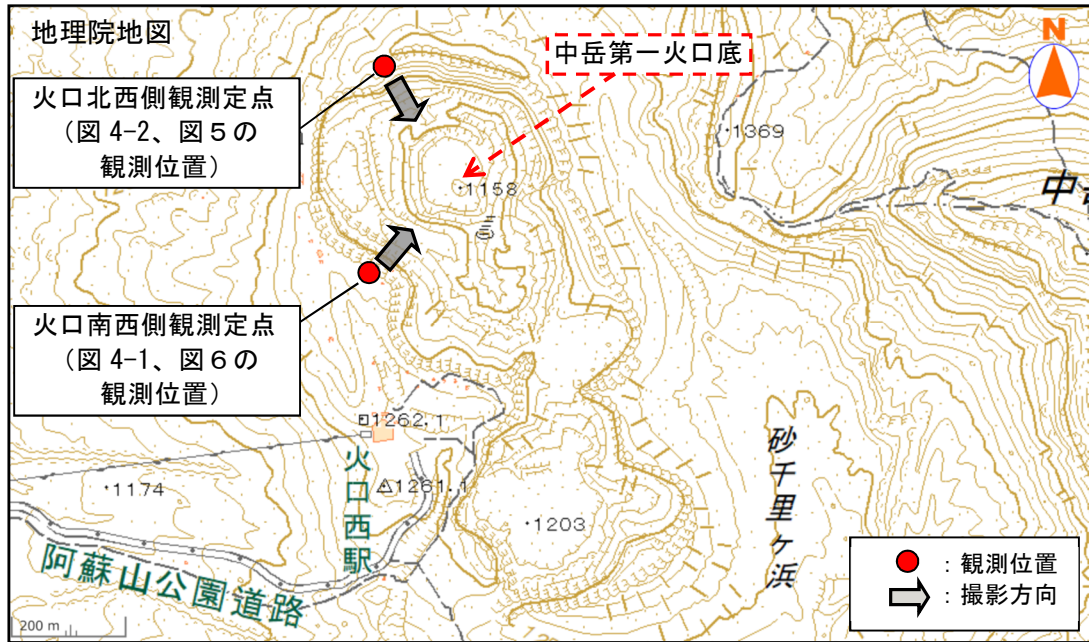 地理院地図
中岳第一火口底
N
火口北西側観測定点
（図 4-2、図５の
観測位置）
1369
1158
火口南西側観測定点
（図 4-1、図６の
観測位置）
1262.1
火口西駅
1261.1
1174
1203
砂千里ヶ浜
阿蘇山公園道路
：観測位置
：撮影方向
200 m